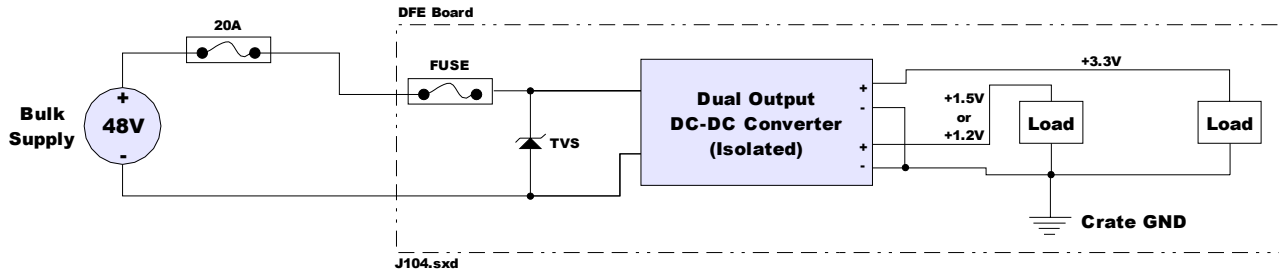 DFE Board
20A
FUSE
+3.3V
Bulk
Supply
+
48V
-
TVS
Dual Output
DC-DC Converter
(Isolated)
+
-
+
-
+1.5V
or
+1.2V
Load
Load
Crate GND
J104.sxd